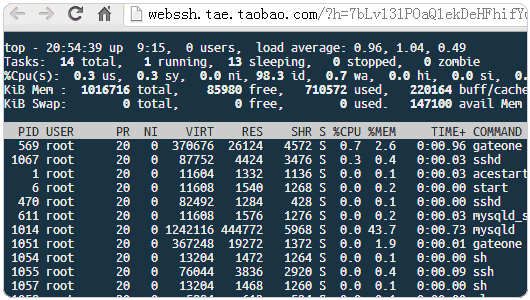 webssh.tae.taobao.com/?h=7bLv131POaQ1ekDeHFhifY
top - 20:54:39 up  9:15,  0 users,  load average: 0.96, 1.04, 0.49
Tasks:  14 total,   1 running,  13 sleeping,   0 stopped,   0 zombie
%Cpu(s):  0.3 us,  0.3 sy,  0.0 ni, 98.3 id,  0.7 wa,  0.0 hi,  0.0 si,  0.
KiB Mem :  1016716 total,    85980 free,   710572 used,   220164 buff/cache
KiB Swap:        0 total,        0 free,        0 used.   147100 avail Mem
PID USER      PR  NI    VIRT    RES    SHR S %CPU %MEM     TIME+ COMMAND
569 root      20   0  370676  26124   4572 S  0.7  2.6   0:00.96 gateone
1067 root      20   0   87752   4424   3476 S  0.3  0.4   0:00.03 sshd
1 root      20   0   11604   1332   1136 S  0.0  0.1   0:00.03 acestart
6 root      20   0   11608   1540   1268 S  0.0  0.2   0:00.00 start
470 root      20   0   82492   1284    428 S  0.0  0.1   0:00.00 sshd
611 root      20   0   11608   1576   1276 S  0.0  0.2   0:00.03 mysqld_s
1014 root      20   0 1242116 444772   5968 S  0.0 43.7   0:00.73 mysqld
1051 root      20   0  367248  19272   1372 S  0.0  1.9   0:00.01 gateone
1054 root      20   0   13204   1472   1264 S  0.0  0.1   0:00.00 sh
1055 root      20   0   76044   3836   2920 S  0.0  0.4   0:00.09 ssh
1057 root      20   0   13204   1468   1260 S  0.0  0.1   0:00.00 sh